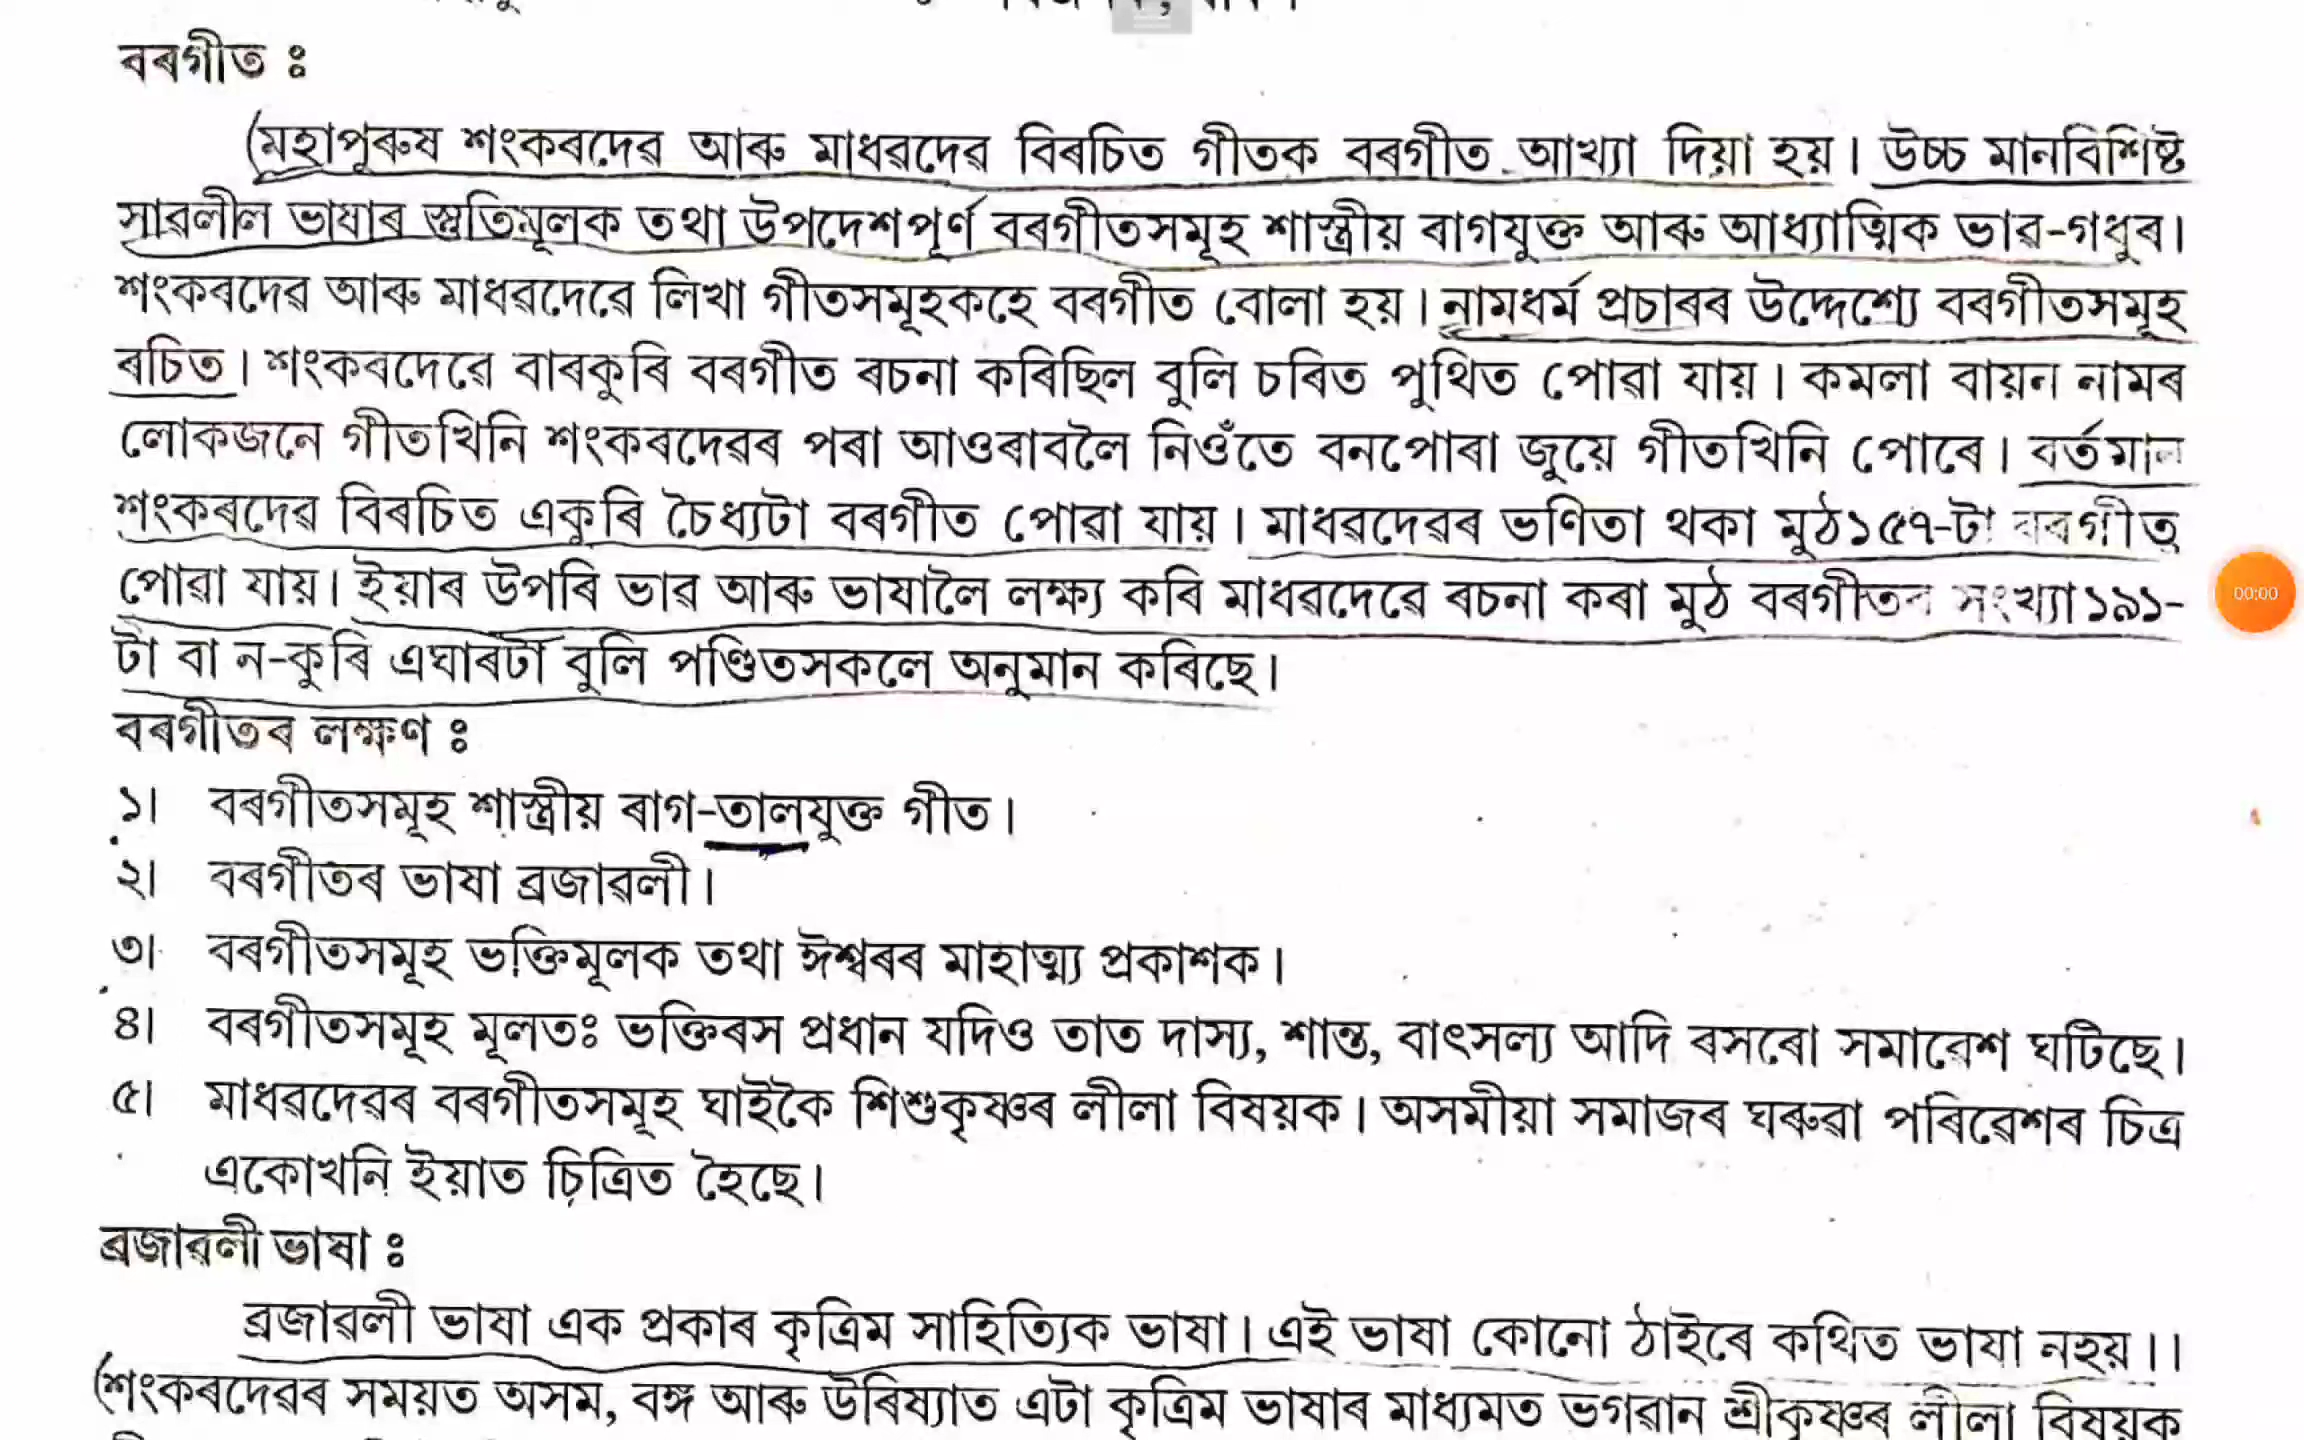 বৰগীত ঃ
(মহাপুৰুষ শংকৰদেৱ আৰু মাধৱদেৱ বিৰচিত গীতক বৰগীত আখ্যা দিয়া হয়। উচ্চ মানবিশিষ্ট
সাৱলীল ভাষাৰ স্তুতিমূলক তথা উপদেশপূৰ্ণ বৰগীতসমূহ শাস্ত্ৰীয় ৰাগযুক্ত আৰু আধ্যাত্মিক ভাৱ-গধুৰ।
শংকৰদেৱ আৰু মাধৱদেৱে লিখা গীতসমূহকহে বৰগীত বোলা হয়। নামধৰ্ম প্ৰচাৰৰ উদ্দেশ্যে বৰগীতসমূহ
ৰচিত। শংকৰদেৱে বাৰকুৰি বৰগীত ৰচনা কৰিছিল বুলি চৰিত পুথিত পোৱা যায়। কমলা বায়ন নামৰ
লোকজনে গীতখিনি শংকৰদেৱৰ পৰা আওৰাবলৈ নিওঁতে বনপোৰা জুয়ে গীতখিনি পোৰে। বৰ্তমান
শংকৰদেৱ বিৰচিত একুৰি চৈধ্যটা বৰগীত পোৱা যায়। মাধৱদেৱৰ ভণিতা থকা মুঠ১৫৭-টা বৰগীত
পোৱা যায়। ইয়াৰ উপৰি ভাৱ আৰু ভাষালৈ লক্ষ্য কৰি মাধৱদেৱে ৰচনা কৰা মুঠ বৰগীতৰ সংখ্যা১৯১-
টা বা ন-কুৰি এঘাৰটা বুলি পণ্ডিতসকলে অনুমান কৰিছে।
বৰগীতৰ লক্ষণ ঃ
১। বৰগীতসমূহ শাস্ত্ৰীয় ৰাগ-তালযুক্ত গীত।
২। বৰগীতৰ ভাষা ব্ৰজাৱলী।
৩। বৰগীতসমূহ ভক্তিমূলক তথা ঈশ্বৰৰ মাহাত্ম্য প্ৰকাশক।
৪। বৰগীতসমূহ মূলতঃ ভক্তিৰস প্ৰধান যদিও তাত দাস্য, শান্ত, বাৎসল্য আদি ৰসৰো সমাৱেশ ঘটিছে।
৫। মাধৱদেৱৰ বৰগীতসমূহ ঘাইকৈ শিশুকৃষ্ণৰ লীলা বিষয়ক। অসমীয়া সমাজৰ ঘৰুৱা পৰিৱেশৰ চিত্ৰ
একোখনি ইয়াত চিত্ৰিত হৈছে।
ব্ৰজাৱলী ভাষা ঃ
ব্ৰজাৱলী ভাষা এক প্ৰকাৰ কৃত্ৰিম সাহিত্যিক ভাষা। এই ভাষা কোনো ঠাইৰে কথিত ভাষা নহয়।।
(শংকৰদেৱৰ সময়ত অসম, বঙ্গ আৰু উৰিষ্যাত এটা কৃত্ৰিম ভাষাৰ মাধ্যমত ভগৱান শ্ৰীকৃষ্ণৰ লীলা বিষয়ক
00:00